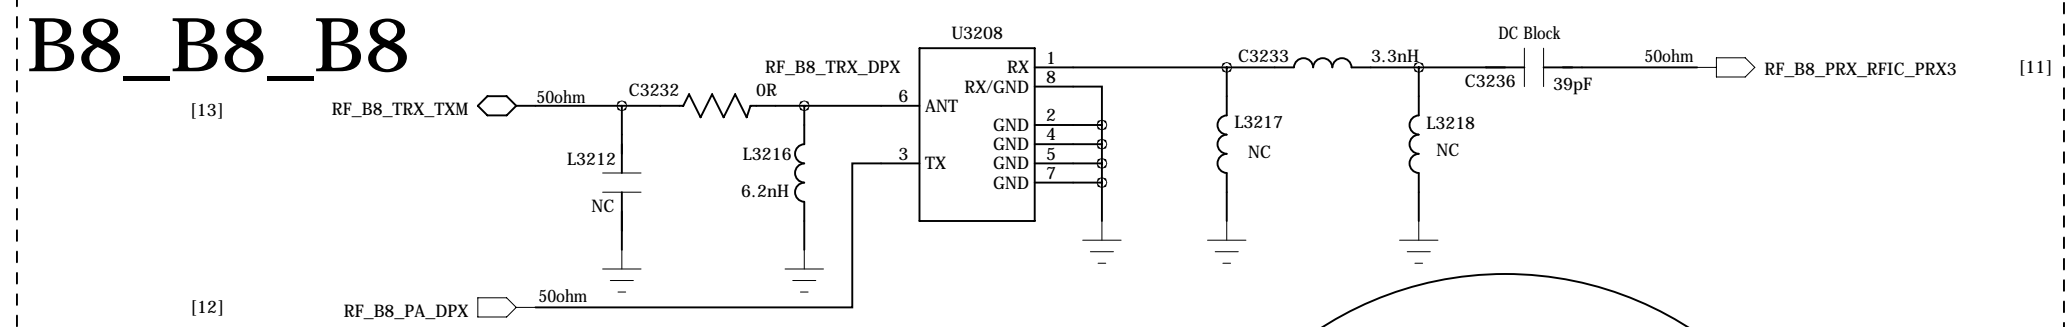 B8_B8_B8
U3208
DC Block
RX 1
C3233 3.3nH
50ohm
RF_B8_PRX_RFIC_PRX3 [11]
RF_B8_TRX_DPX
RX/GND 8
C3236 39pF
[13] RF_B8_TRX_TXM 50ohm
C3232 0R
6 ANT
GND 2
GND 4
GND 5
GND 7
L3217
NC
L3218
NC
L3212
NC
L3216
6.2nH
3 TX
[12] RF_B8_PA_DPX 50ohm